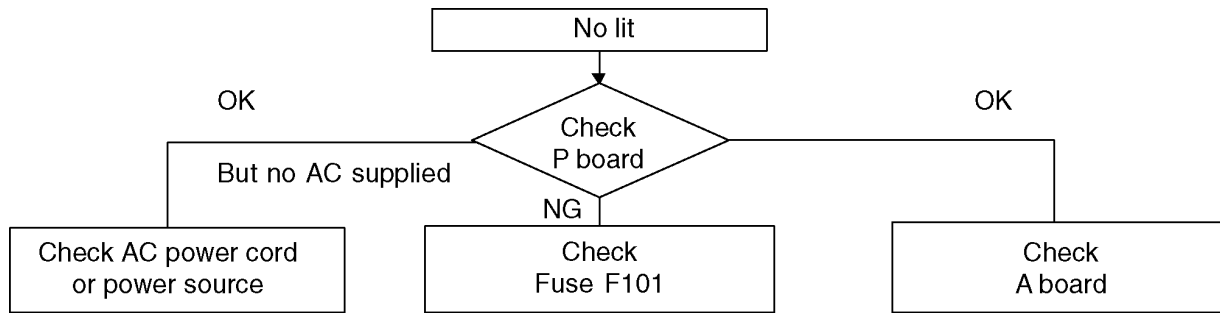 No lit
OK
OK
Check
P board
But no AC supplied
NG
Check AC power cord
or power source
Check
Fuse F101
Check
A board